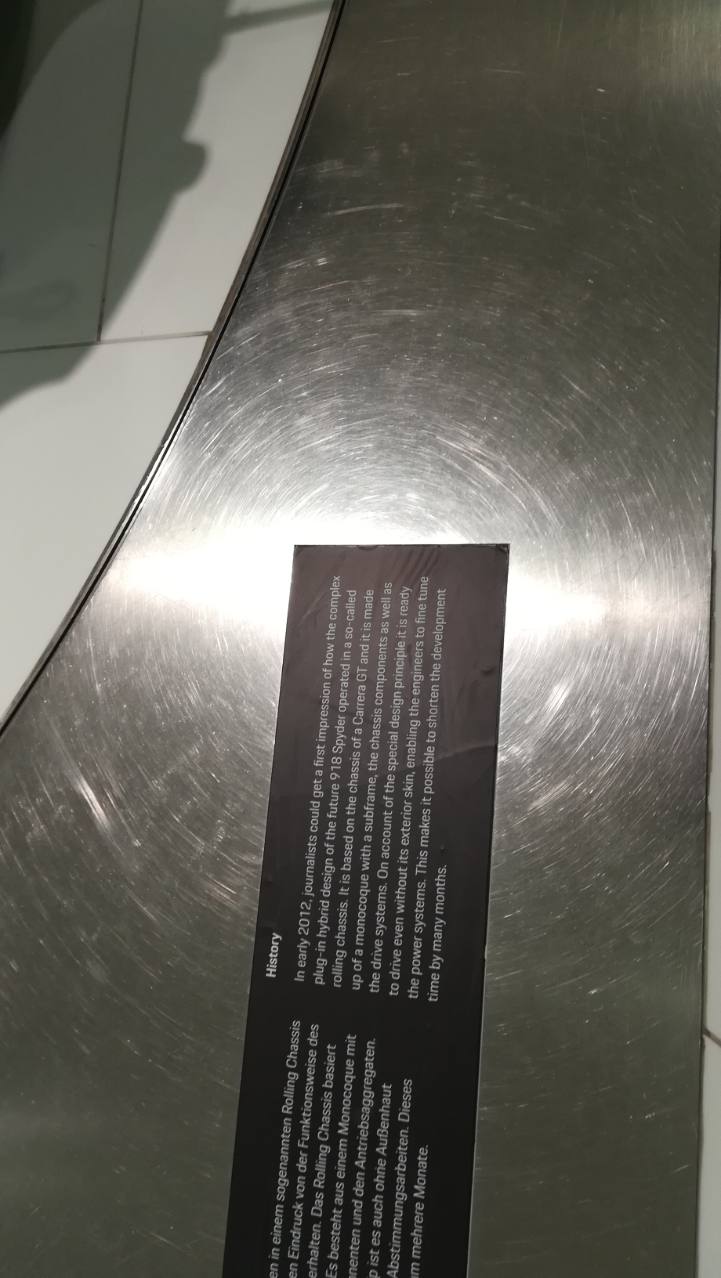 en in einem sogenannten Rolling Chassis
en Eindruck von der Funktionsweise des
erhalten. Das Rolling Chassis basiert
Es besteht aus einem Monocoque mit
nenten und den Antriebsaggregaten.
p ist es auch ohne Außenhaut
Abstimmungsarbeiten. Dieses
m mehrere Monate.
History
In early 2012, journalists could get a first impression of how the complex
plug-in hybrid design of the future 918 Spyder operated in a so-called
rolling chassis. It is based on the chassis of a Carrera GT and it is made
up of a monocoque with a subframe, the chassis components as well as
the drive systems. On account of the special design principle it is ready
to drive even without its exterior skin, enabling the engineers to fine tune
the power systems. This makes it possible to shorten the development
time by many months.